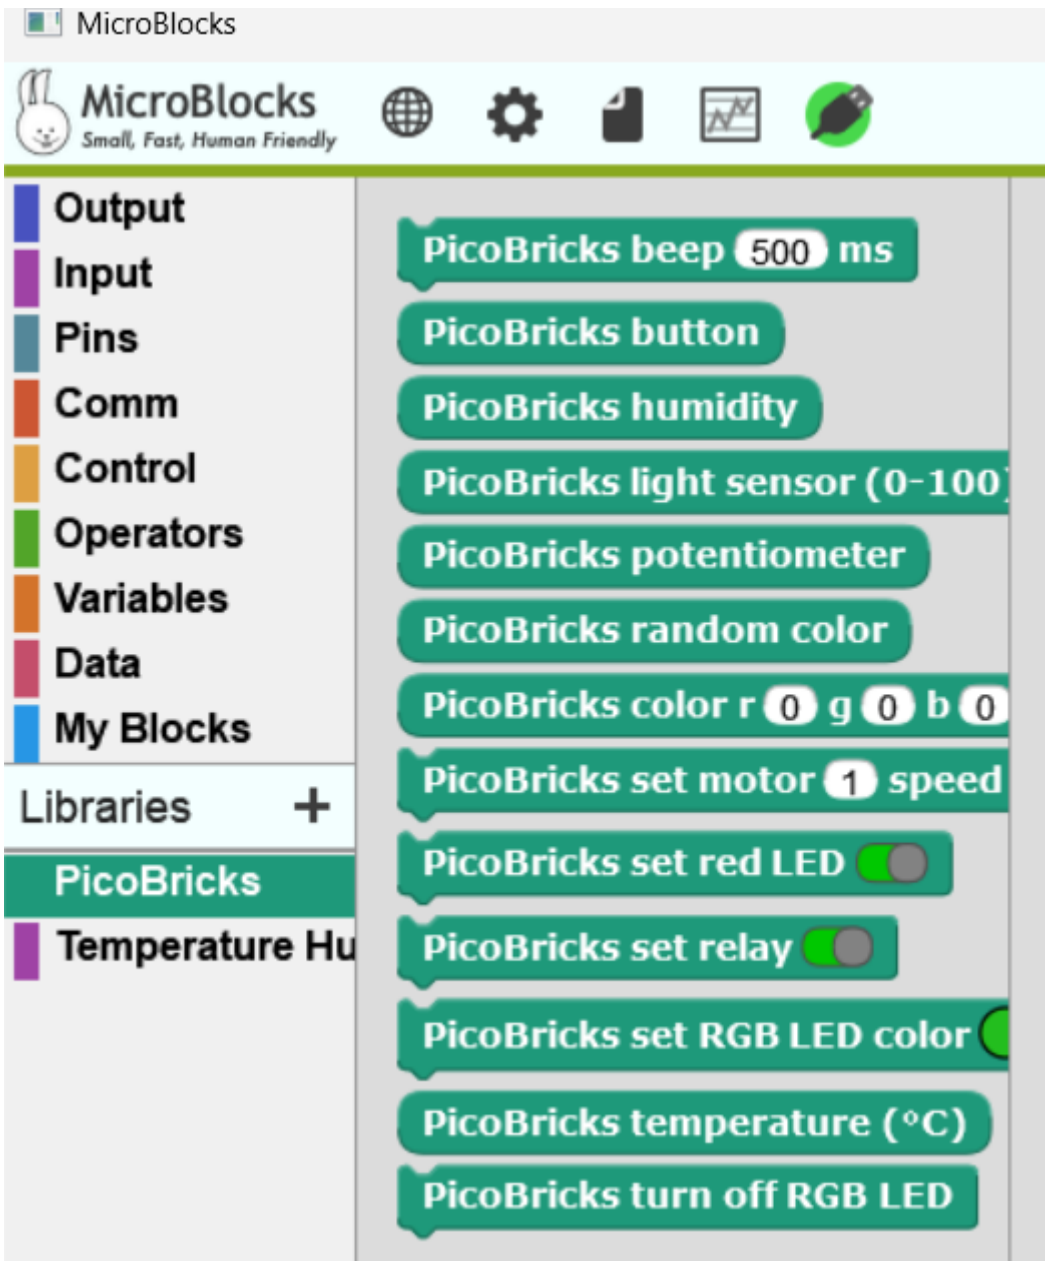 MicroBlocks
MicroBlocks
Small, Fast, Human Friendly
Output
Input
Pins
Comm
Control
Operators
Variables
Data
My Blocks
Libraries +
PicoBricks
Temperature Hu
PicoBricks beep 500 ms
PicoBricks button
PicoBricks humidity
PicoBricks light sensor (0-100)
PicoBricks potentiometer
PicoBricks random color
PicoBricks color r 0 g 0 b 0
PicoBricks set motor 1 speed
PicoBricks set red LED
PicoBricks set relay
PicoBricks set RGB LED color
PicoBricks temperature (°C)
PicoBricks turn off RGB LED